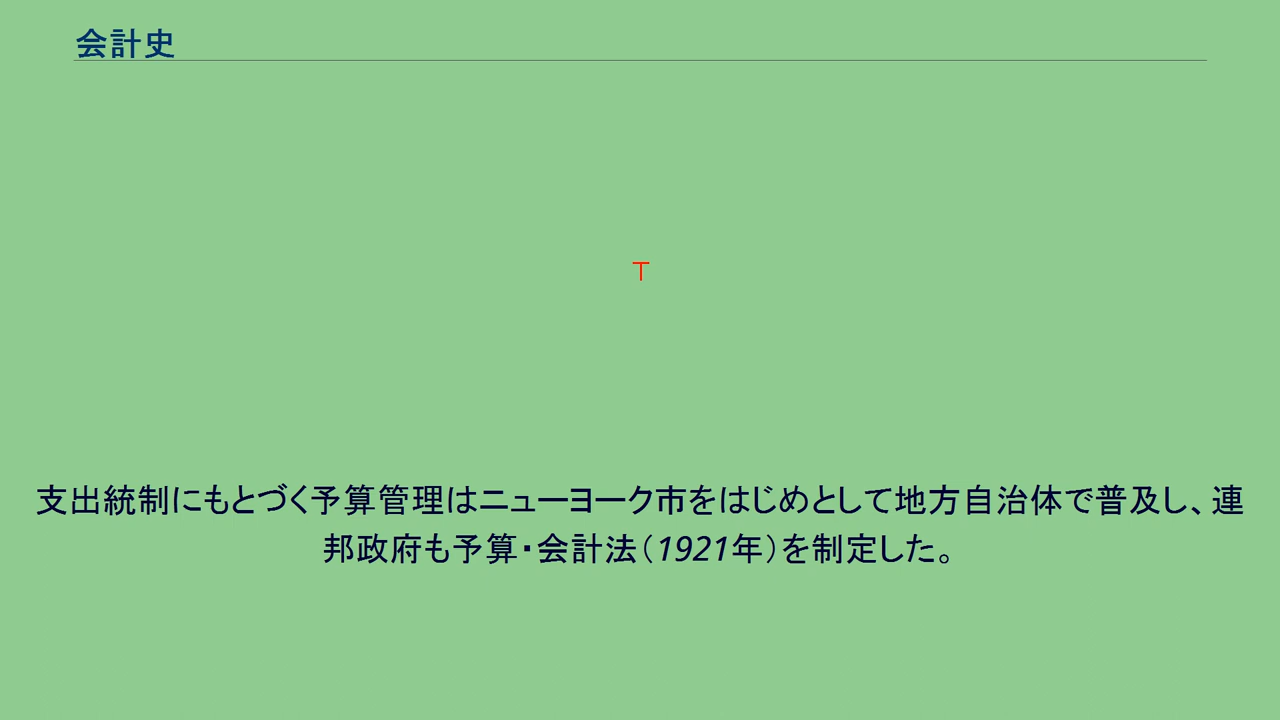 会計史
T
支出統制にもとづく予算管理はニューヨーク市をはじめとして地方自治体で普及し、連
邦政府も予算・会計法（1921年）を制定した。